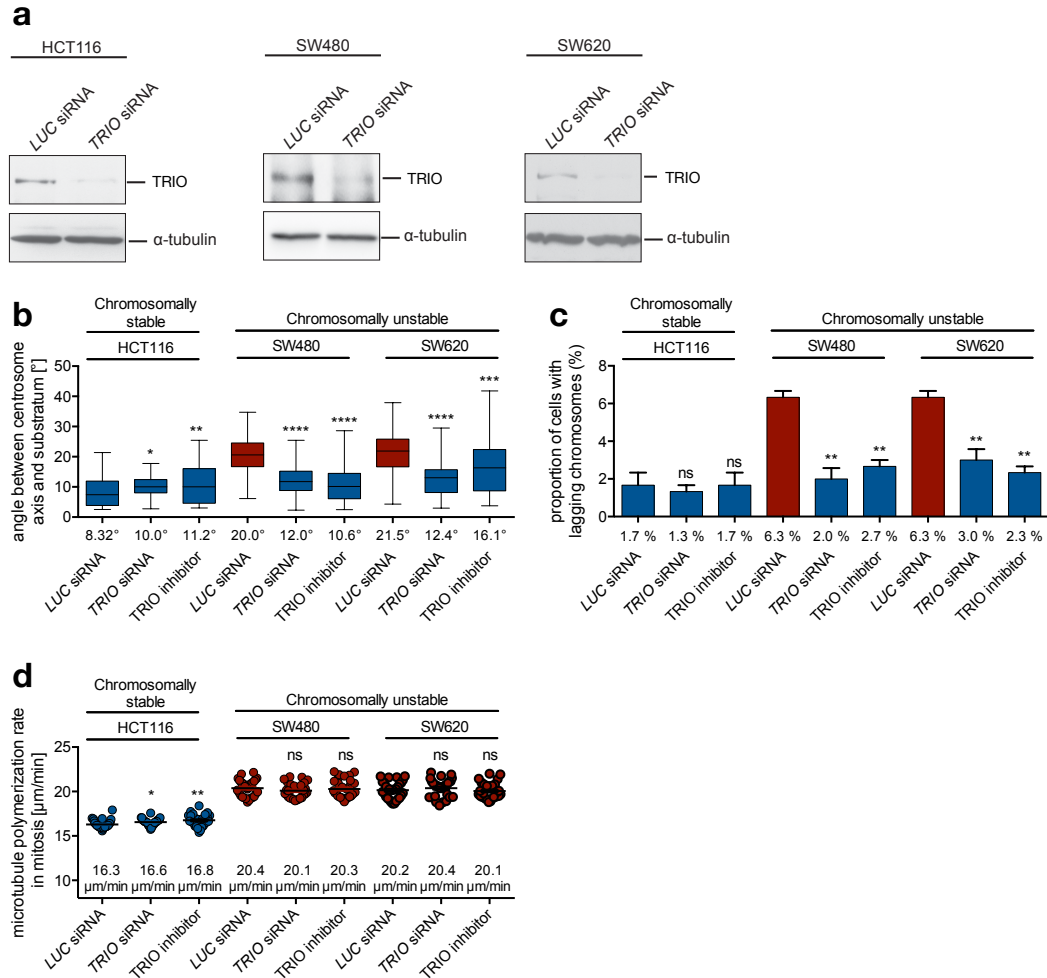 a
HCT116
SW480
SW620
LUC siRNA
TRIO siRNA
LUC siRNA
TRIO siRNA
LUC siRNA
TRIO siRNA
TRIO
TRIO
TRIO
α-tubulin
α-tubulin
α-tubulin
b
Chromosomally
stable
Chromosomally unstable
HCT116
SW480
SW620
angle between centrosome
axis and substratum [°]
50
40
30
20
10
0
*
**
****
****
****
***
8.32°
10.0°
11.2°
20.0°
12.0°
10.6°
21.5°
12.4°
16.1°
LUC siRNA
TRIO siRNA
TRIO inhibitor
LUC siRNA
TRIO siRNA
TRIO inhibitor
LUC siRNA
TRIO siRNA
TRIO inhibitor
c
Chromosomally
stable
Chromosomally unstable
HCT116
SW480
SW620
proportion of cells with
lagging chromosomes (%)
8
6
4
2
0
ns
ns
**
**
**
**
1.7 %
1.3 %
1.7 %
6.3 %
2.0 %
2.7 %
6.3 %
3.0 %
2.3 %
LUC siRNA
TRIO siRNA
TRIO inhibitor
LUC siRNA
TRIO siRNA
TRIO inhibitor
LUC siRNA
TRIO siRNA
TRIO inhibitor
d
Chromosomally
stable
Chromosomally unstable
HCT116
SW480
SW620
microtubule polymerization rate
in mitosis [µm/min]
25
20
15
10
*
**
ns
ns
ns
ns
16.3 µm/min
16.6 µm/min
16.8 µm/min
20.4 µm/min
20.1 µm/min
20.3 µm/min
20.2 µm/min
20.4 µm/min
20.1 µm/min
LUC siRNA
TRIO siRNA
TRIO inhibitor
LUC siRNA
TRIO siRNA
TRIO inhibitor
LUC siRNA
TRIO siRNA
TRIO inhibitor